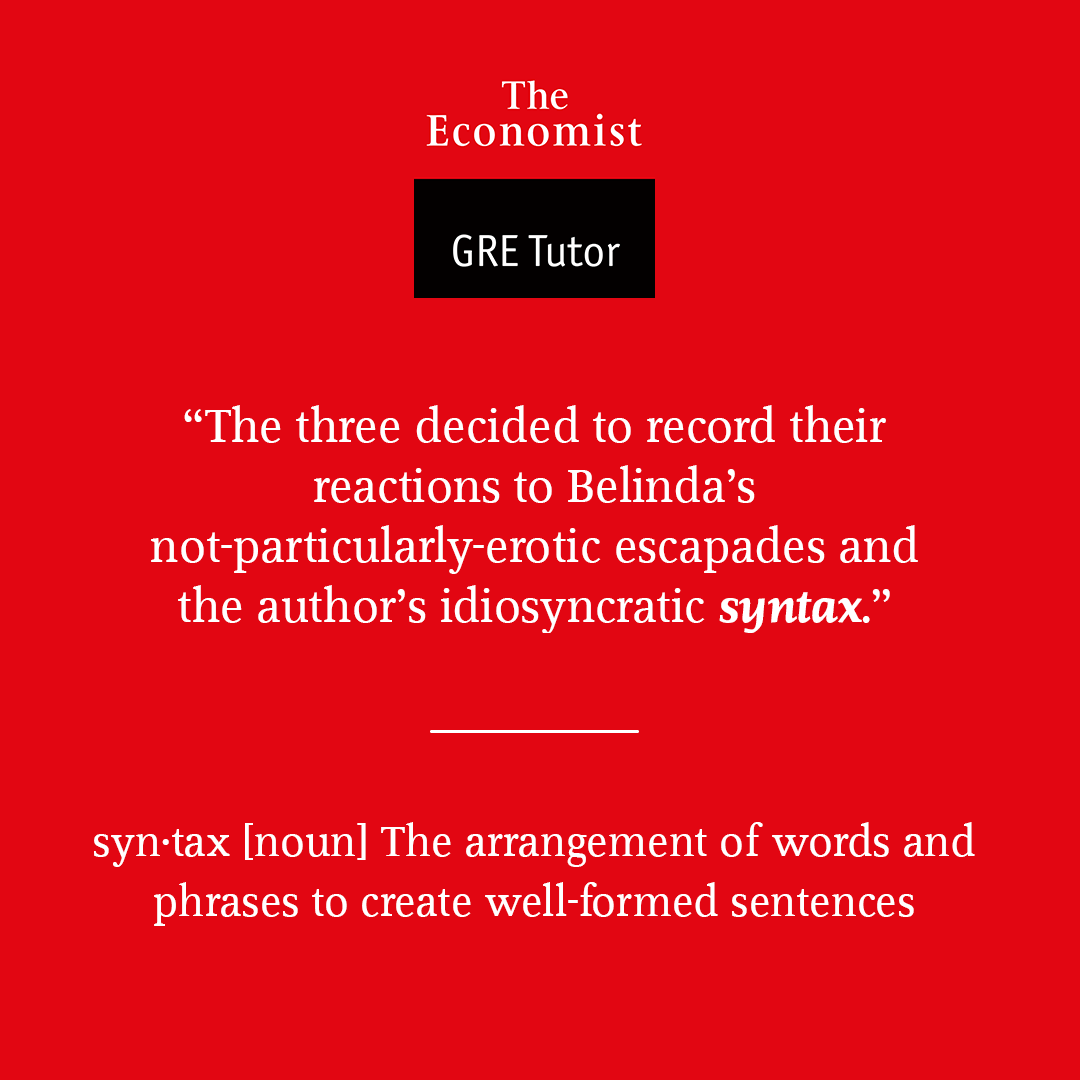 The
Economist
GRE Tutor
“The three decided to record their
reactions to Belinda’s
not-particularly-erotic escapades and
the author’s idiosyncratic syntax.”
syn·tax [noun] The arrangement of words and
phrases to create well-formed sentences